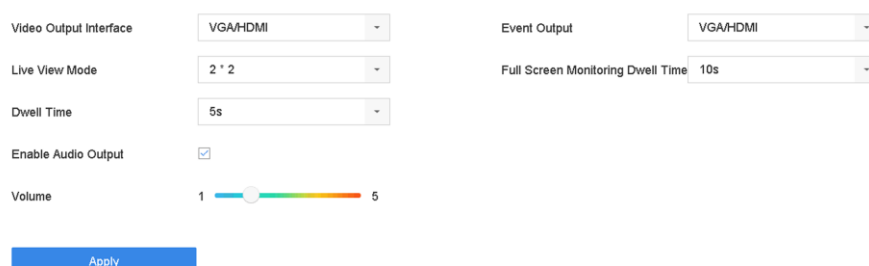 Video Output Interface VGA/HDMI Event Output VGA/HDMI
Live View Mode 2 * 2 Full Screen Monitoring Dwell Time 10s
Dwell Time 5s
Enable Audio Output
Volume 1 5
Apply